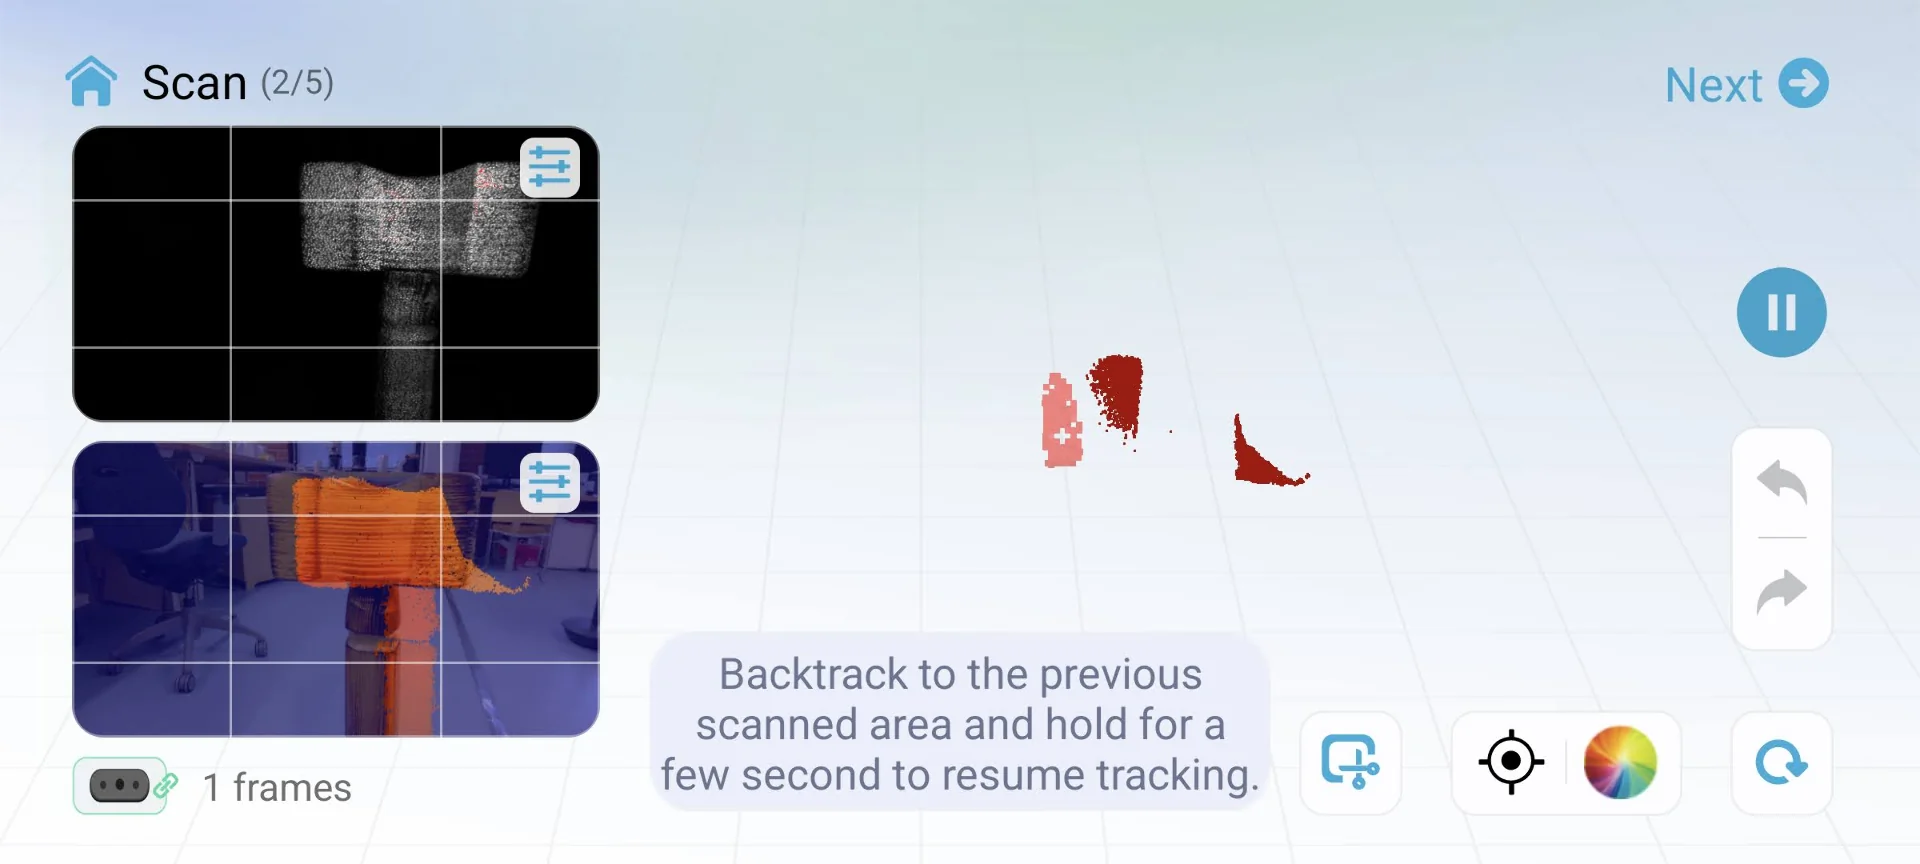 Scan (2/5)
Next
Backtrack to the previous
scanned area and hold for a
few second to resume tracking.
1 frames